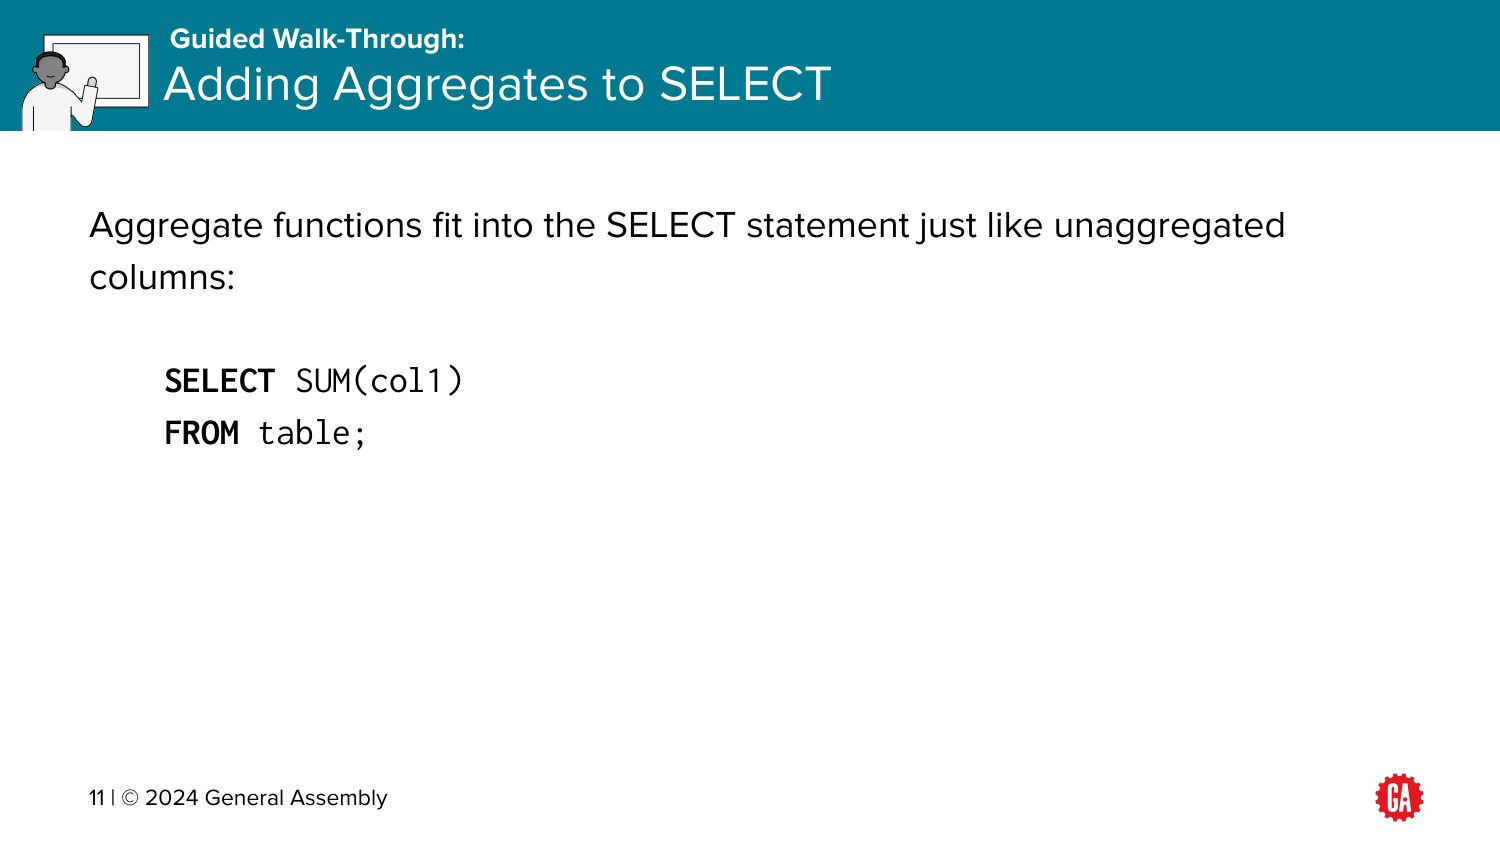 Guided Walk-Through:
Adding Aggregates to SELECT
Aggregate functions fit into the SELECT statement just like unaggregated
columns:
SELECT SUM(col1)
FROM table;
11 | © 2024 General Assembly
GA